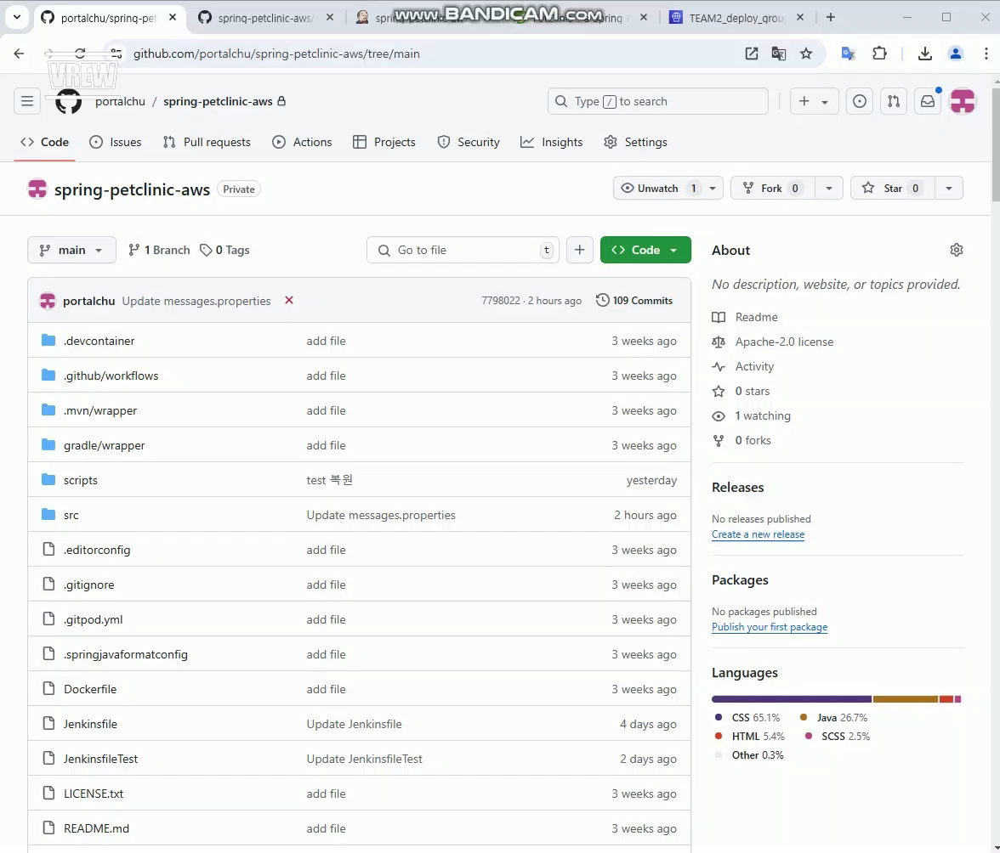 portalchu/spring-pet
spring-petclinic-aws/
www.BANDICAM.com
TEAM2_deploy_grou
github.com/portalchu/spring-petclinic-aws/tree/main
VREW
portalchu / spring-petclinic-aws
Type / to search
Code
Issues
Pull requests
Actions
Projects
Security
Insights
Settings
spring-petclinic-aws Private
Unwatch 1
Fork 0
Star 0
main
1 Branch
0 Tags
Go to file t
Code
portalchu Update messages.properties
7798022 · 2 hours ago
109 Commits
.devcontainer add file 3 weeks ago
.github/workflows add file 3 weeks ago
.mvn/wrapper add file 3 weeks ago
gradle/wrapper add file 3 weeks ago
scripts test 복원 yesterday
src Update messages.properties 2 hours ago
.editorconfig add file 3 weeks ago
.gitignore add file 3 weeks ago
.gitpod.yml add file 3 weeks ago
.springjavaformatconfig add file 3 weeks ago
Dockerfile add file 3 weeks ago
Jenkinsfile Update Jenkinsfile 4 days ago
JenkinsfileTest Update JenkinsfileTest 2 days ago
LICENSE.txt add file 3 weeks ago
README.md add file 3 weeks ago
About
No description, website, or topics provided.
Readme
Apache-2.0 license
Activity
0 stars
1 watching
0 forks
Releases
No releases published
Create a new release
Packages
No packages published
Publish your first package
Languages
CSS 65.1% Java 26.7%
HTML 5.4% SCSS 2.5%
Other 0.3%